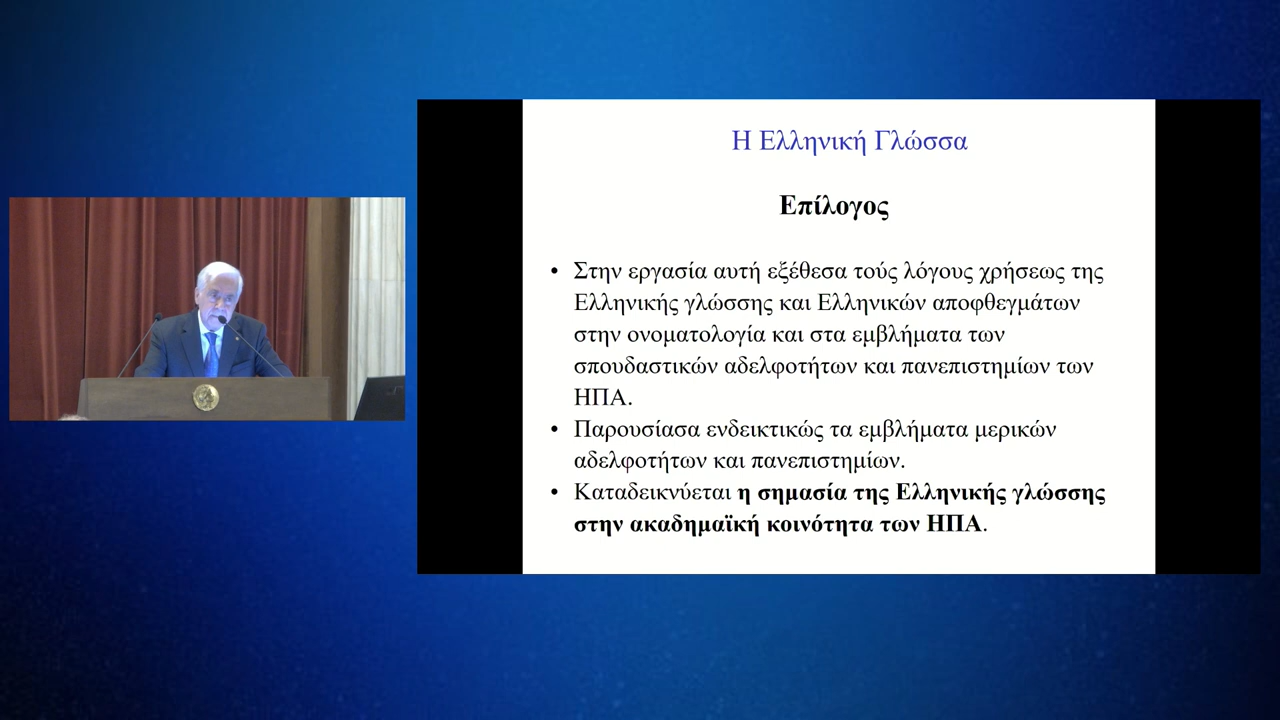 Η Ελληνική Γλώσσα
Επίλογος
• Στην εργασία αυτή εξέθεσα τούς λόγους χρήσεως της
Ελληνικής γλώσσης και Ελληνικών αποφθεγμάτων
στην ονοματολογία και στα εμβλήματα των
σπουδαστικών αδελφοτήτων και πανεπιστημίων των
ΗΠΑ.
• Παρουσίασα ενδεικτικώς τα εμβλήματα μερικών
αδελφοτήτων και πανεπιστημίων.
• Καταδεικνύεται η σημασία της Ελληνικής γλώσσης
στην ακαδημαϊκή κοινότητα των ΗΠΑ.